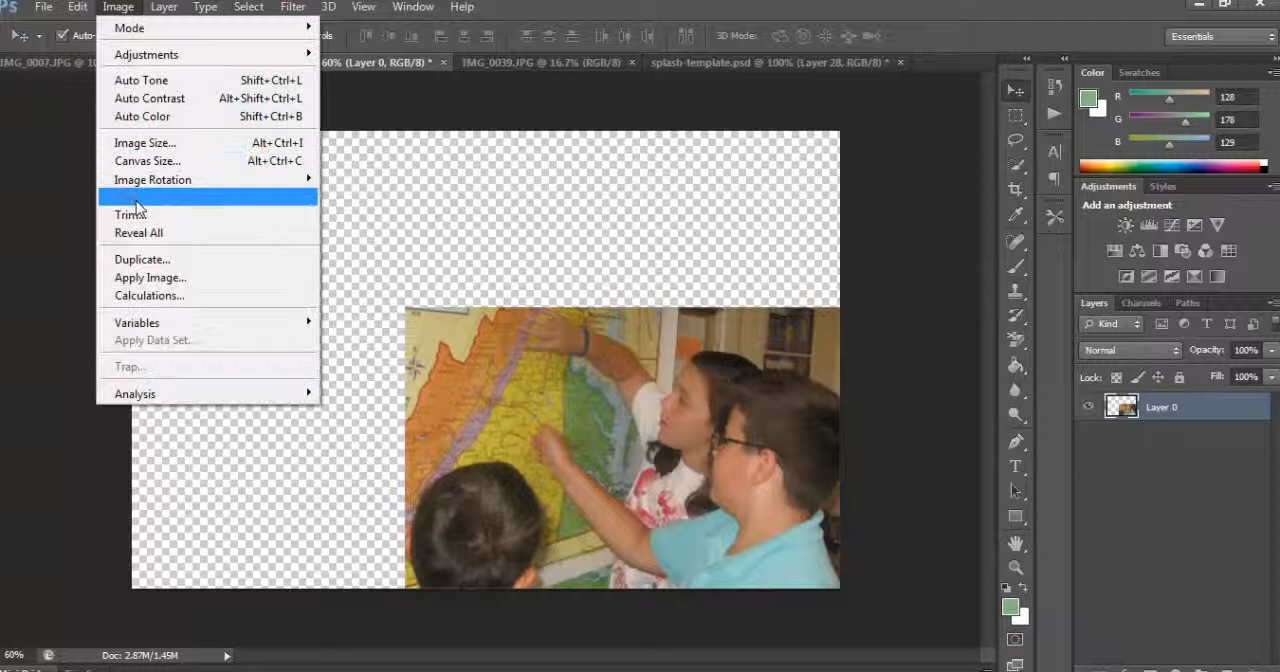 Ps File Edit Image Layer Type Select Filter 3D View Window Help
Auto- 3D Mode: Essentials
IMG_0007.JPG @ 60% (Layer 0, RGB/8) * × IMG_0039.JPG @ 16.7% (RGB/8) × splash-template.psd @ 100% (Layer 28, RGB/8) * ×
Mode
Adjustments
Auto Tone Shift+Ctrl+L
Auto Contrast Alt+Shift+Ctrl+L
Auto Color Shift+Ctrl+B
Image Size... Alt+Ctrl+I
Canvas Size... Alt+Ctrl+C
Image Rotation
Trim...
Reveal All
Duplicate...
Apply Image...
Calculations...
Variables
Apply Data Set...
Trap...
Analysis
Color Swatches
R 128
G 178
B 129
Adjustments Styles
Add an adjustment
Layers Channels Paths
Kind
Normal Opacity: 100%
Lock: Fill: 100%
Layer 0
60% Doc: 2.87M/1.45M